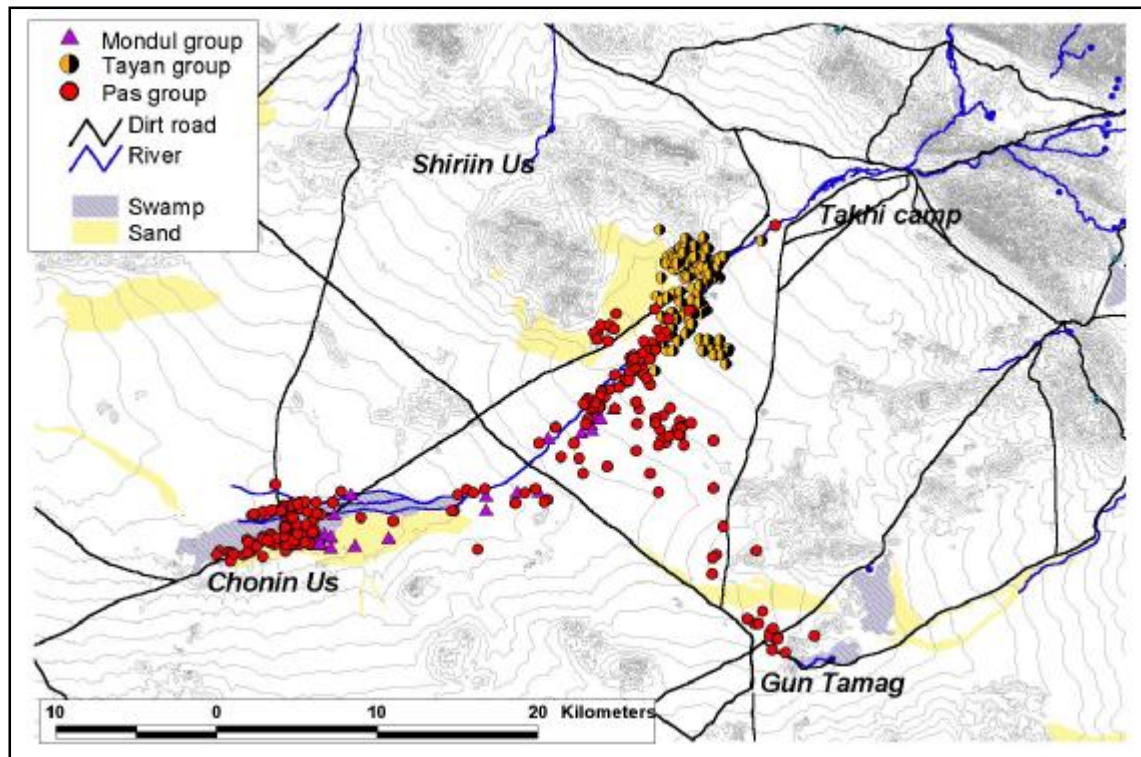 Mondul group
Tayan group
Pas group
Dirt road
River
Swamp
Sand
Shiriin Us
Takhi camp
Chonin Us
Gun Tamag
10 0 10 20 Kilometers